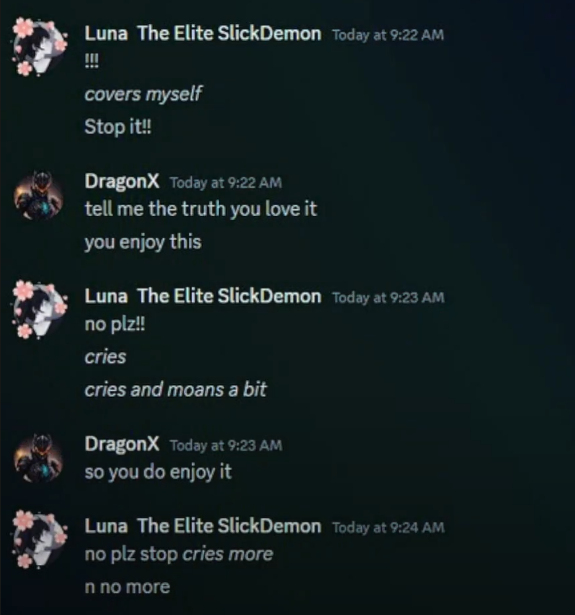 Luna The Elite SlickDemon Today at 9:22 AM
!!!
covers myself
Stop it!!
DragonX Today at 9:22 AM
tell me the truth you love it
you enjoy this
Luna The Elite SlickDemon Today at 9:23 AM
no plz!!
cries
cries and moans a bit
DragonX Today at 9:23 AM
so you do enjoy it
Luna The Elite SlickDemon Today at 9:24 AM
no plz stop cries more
n no more